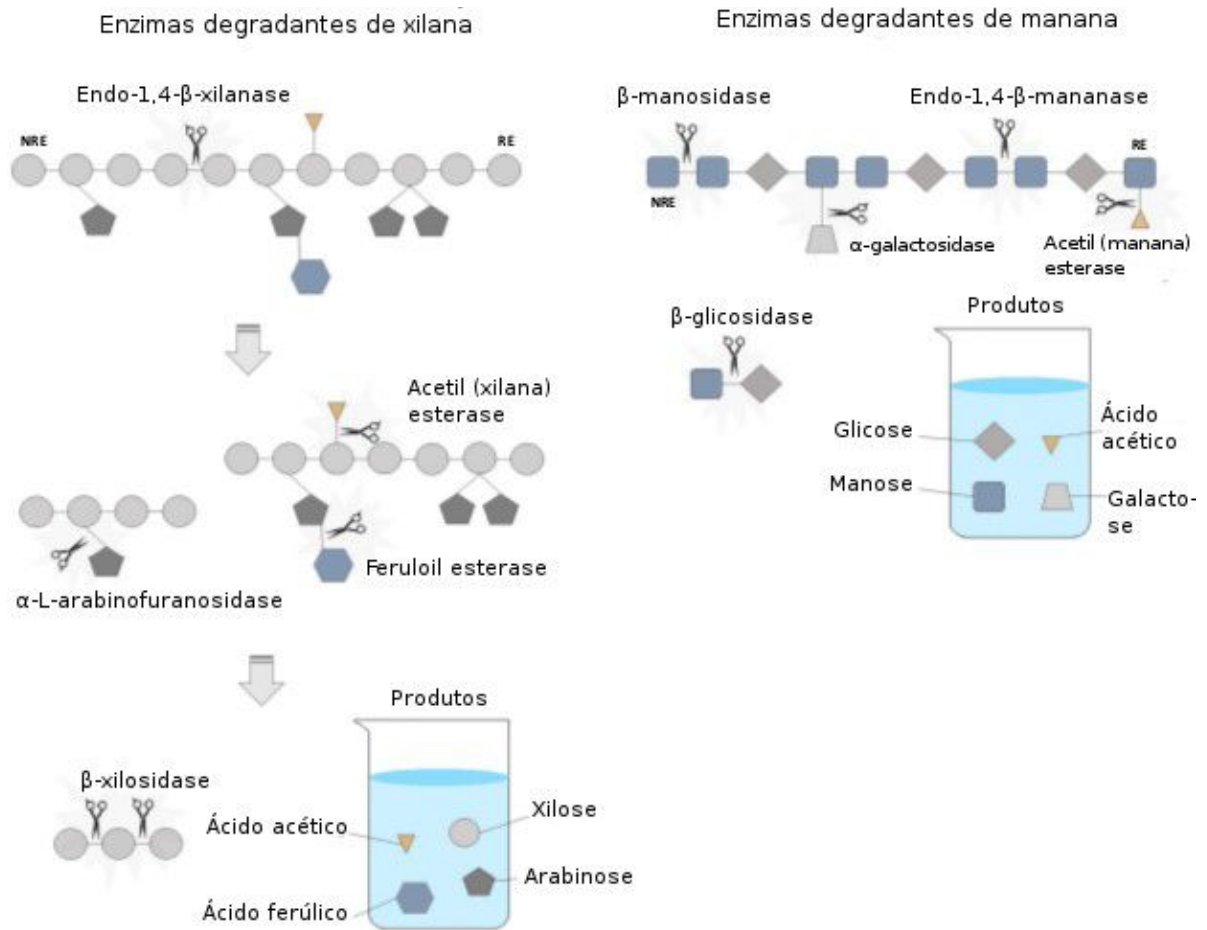 Enzimas degradantes de xilana
Endo-1,4-β-xilanase
NRE
RE
Acetil (xilana)
esterase
Feruloil esterase
α-L-arabinofuranosidase
Produtos
β-xilosidase
Ácido acético
Xilose
Arabinose
Ácido ferúlico
Enzimas degradantes de manana
β-manosidase
Endo-1,4-β-mananase
RE
NRE
α-galactosidase
Acetil (manana)
esterase
β-glicosidase
Produtos
Glicose
Ácido
acético
Manose
Galacto-
se